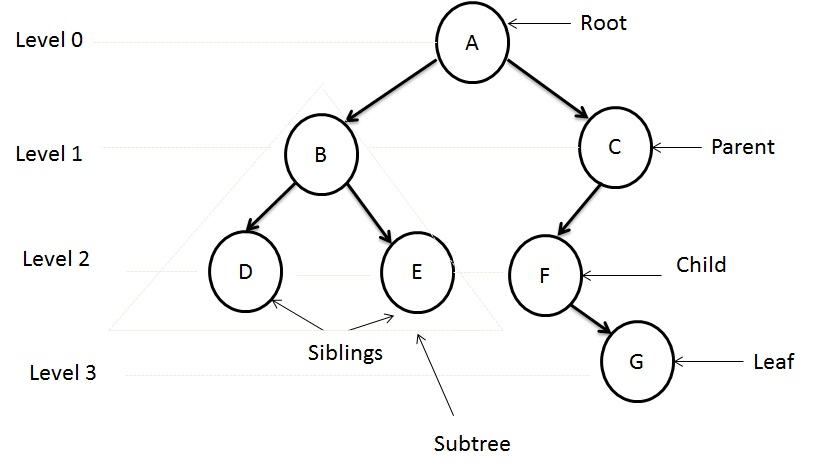 Root
Level 0
A
Level 1
B
C
Parent
Level 2
D
E
F
Child
Siblings
Level 3
G
Leaf
Subtree